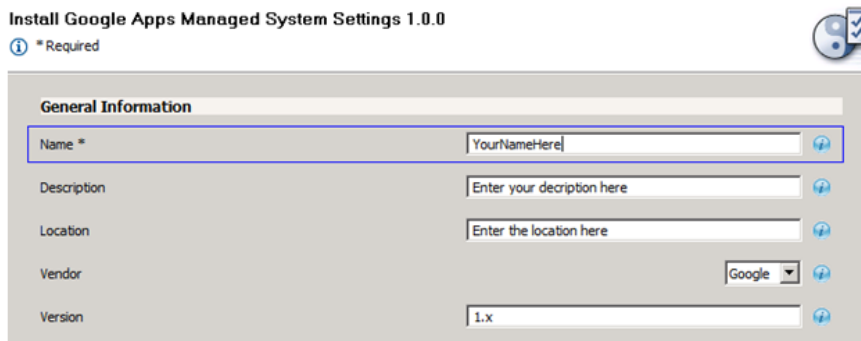 Install Google Apps Managed System Settings 1.0.0
* Required
General Information
Name * YourNameHere
Description Enter your decription here
Location Enter the location here
Vendor Google
Version 1.x